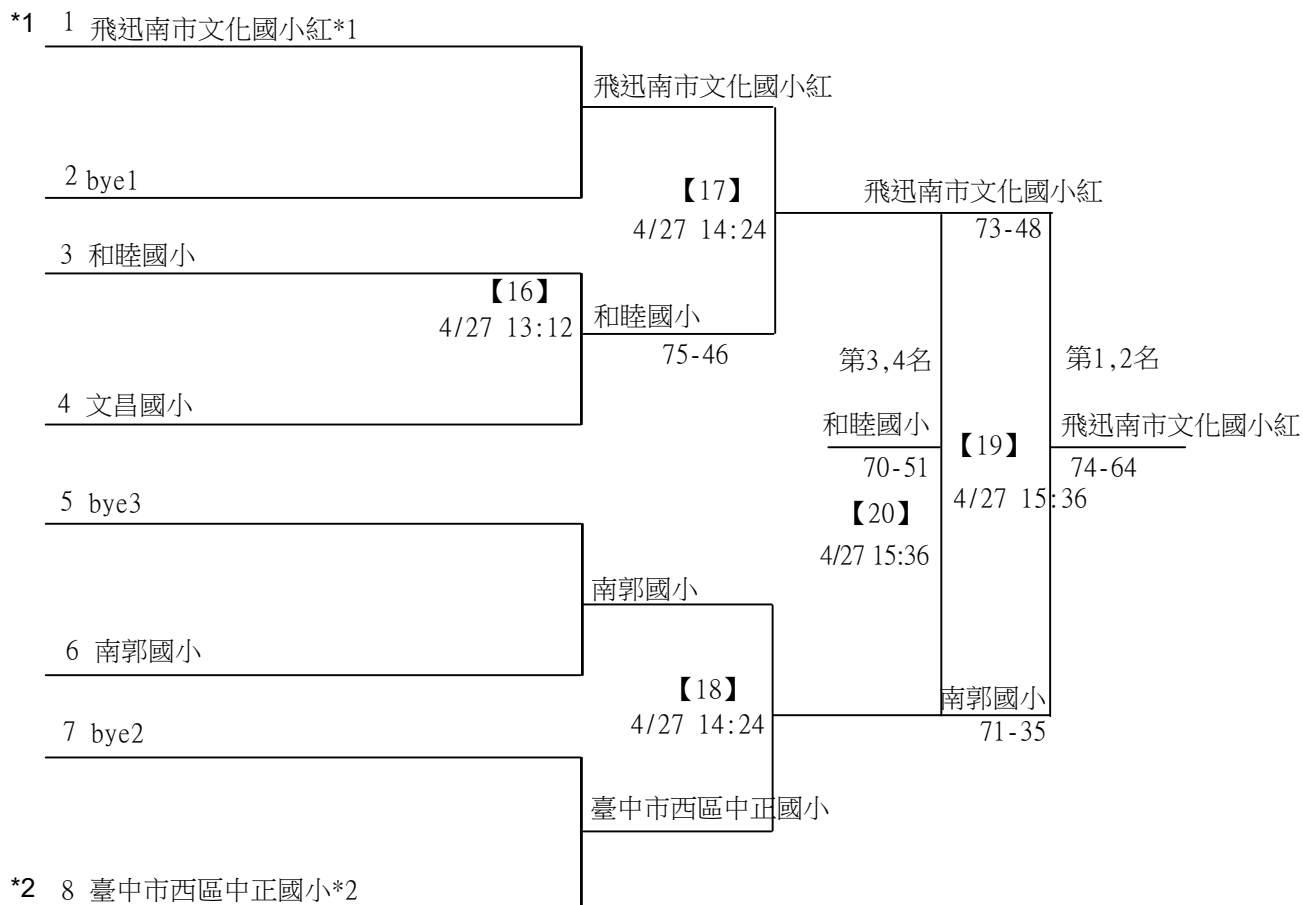 *1 1 飛迅南市文化國小紅*1
飛迅南市文化國小紅
2 bye1
【17】
4/27 14:24
飛迅南市文化國小紅
73-48
3 和睦國小
【16】
4/27 13:12
和睦國小
75-46
4 文昌國小
第3,4名
第1,2名
和睦國小
70-51
【20】
4/27 15:36
【19】
4/27 15:36
飛迅南市文化國小紅
74-64
5 bye3
南郭國小
6 南郭國小
【18】
4/27 14:24
南郭國小
71-35
7 bye2
臺中市西區中正國小
*2 8 臺中市西區中正國小*2